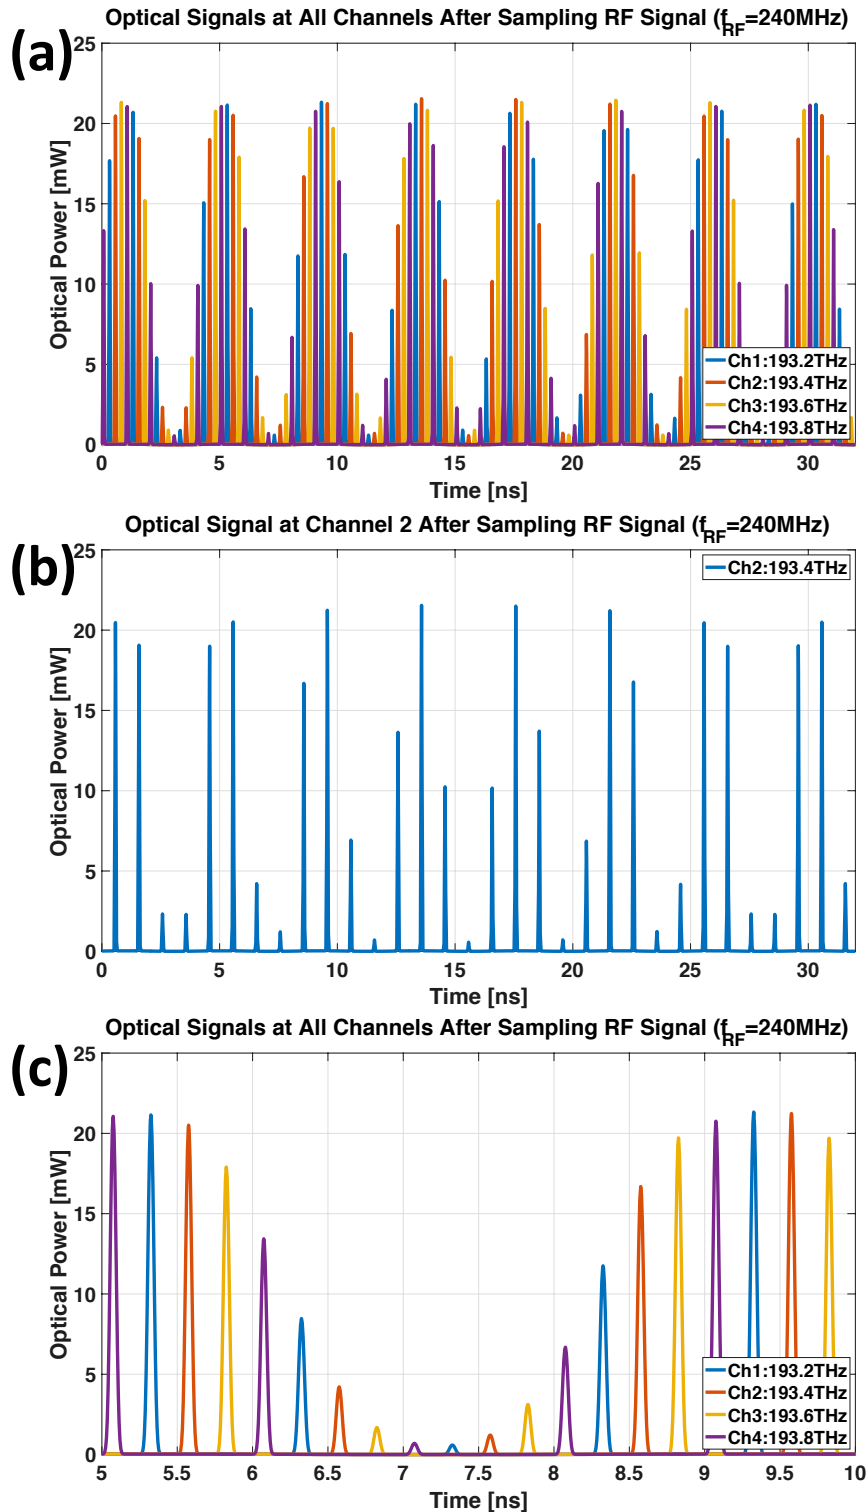 (a)
Optical Signals at All Channels After Sampling RF Signal (fRF=240MHz)
Optical Power [mW]
25
20
15
10
5
0
Ch1:193.2THz
Ch2:193.4THz
Ch3:193.6THz
Ch4:193.8THz
0 5 10 15 20 25 30
Time [ns]
(b)
Optical Signal at Channel 2 After Sampling RF Signal (fRF=240MHz)
Optical Power [mW]
25
20
15
10
5
0
Ch2:193.4THz
0 5 10 15 20 25 30
Time [ns]
(c)
Optical Signals at All Channels After Sampling RF Signal (fRF=240MHz)
Optical Power [mW]
25
20
15
10
5
0
Ch1:193.2THz
Ch2:193.4THz
Ch3:193.6THz
Ch4:193.8THz
5 5.5 6 6.5 7 7.5 8 8.5 9 9.5 10
Time [ns]